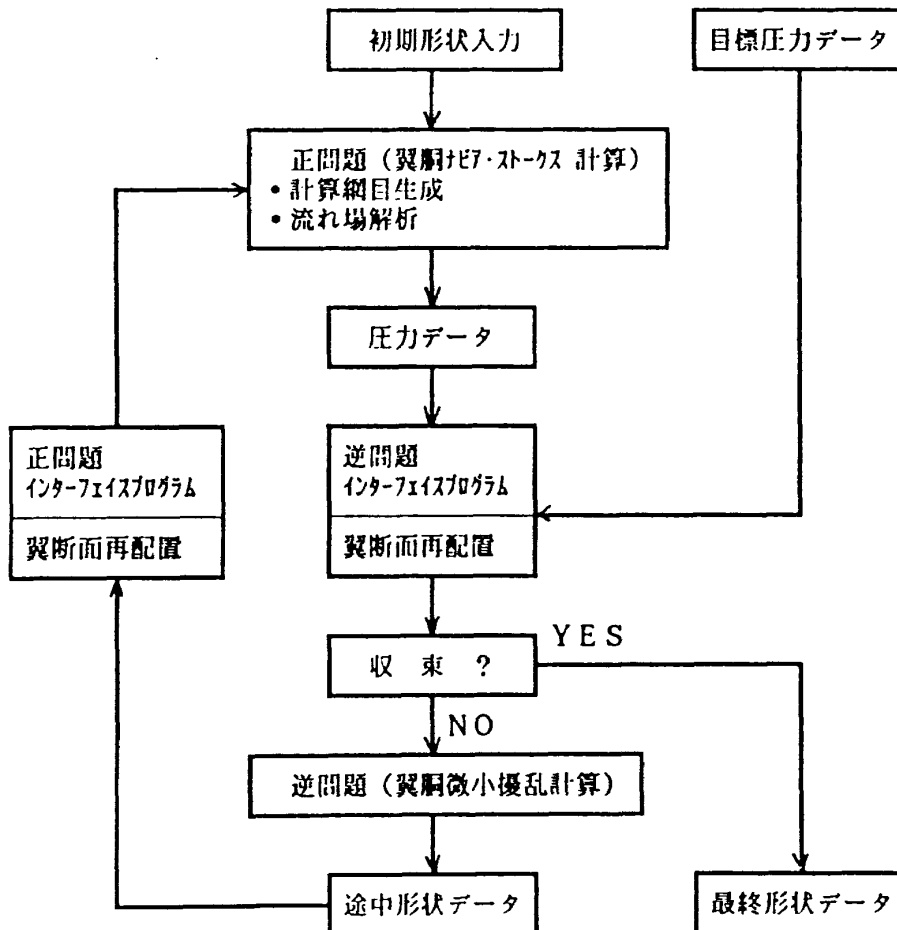 初期形状入力
目標圧力データ
正問題（翼胴ナビア・ストークス 計算）
• 計算網目生成
• 流れ場解析
圧力データ
正問題
インターフェイスプログラム
翼断面再配置
逆問題
インターフェイスプログラム
翼断面再配置
収 束 ?
YES
NO
逆問題（翼胴微小擾乱計算）
途中形状データ
最終形状データ